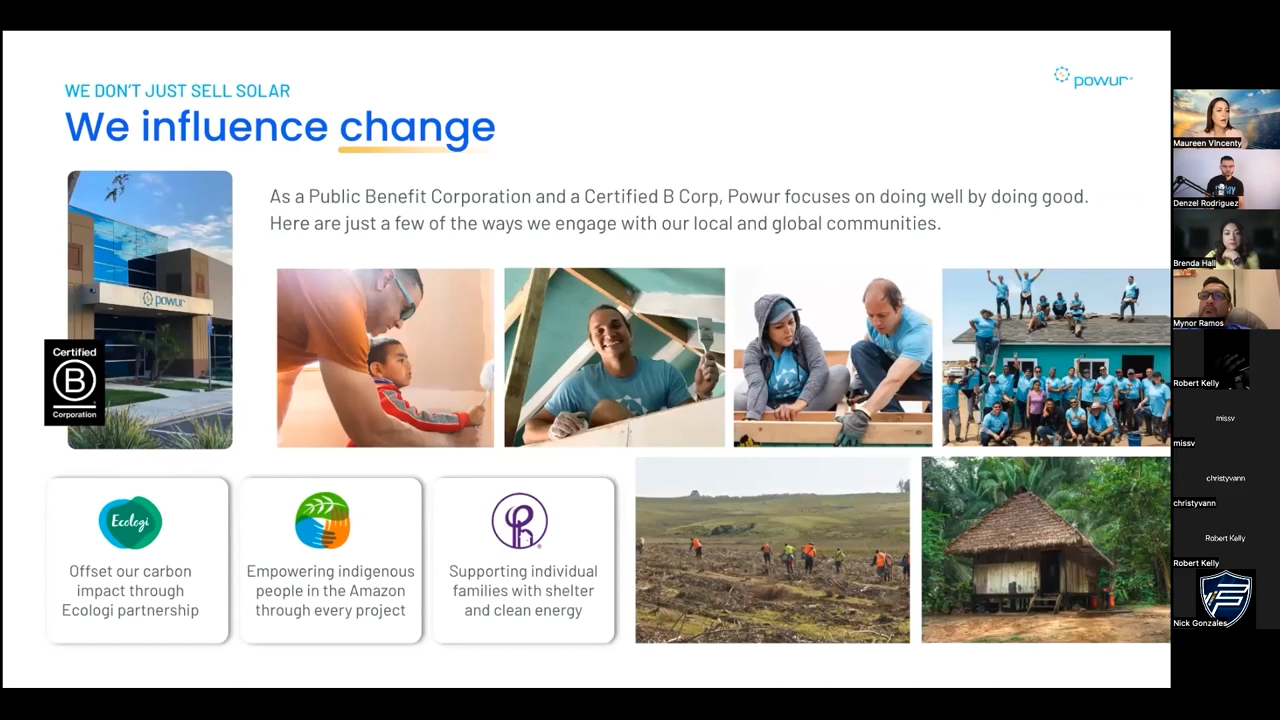 WE DON'T JUST SELL SOLAR
We influence change
powur
As a Public Benefit Corporation and a Certified B Corp, Powur focuses on doing well by doing good.
Here are just a few of the ways we engage with our local and global communities.
powur
Certified
B
Corporation
Ecologi
Offset our carbon
impact through
Ecologi partnership
Empowering indigenous
people in the Amazon
through every project
Supporting individual
families with shelter
and clean energy
Maureen VIncenty
Denzel Rodriguez
Brenda Hall
Mynor Ramos
Robert Kelly
missv
missv
christyvann
christyvann
Robert Kelly
Robert Kelly
Nick Gonzales